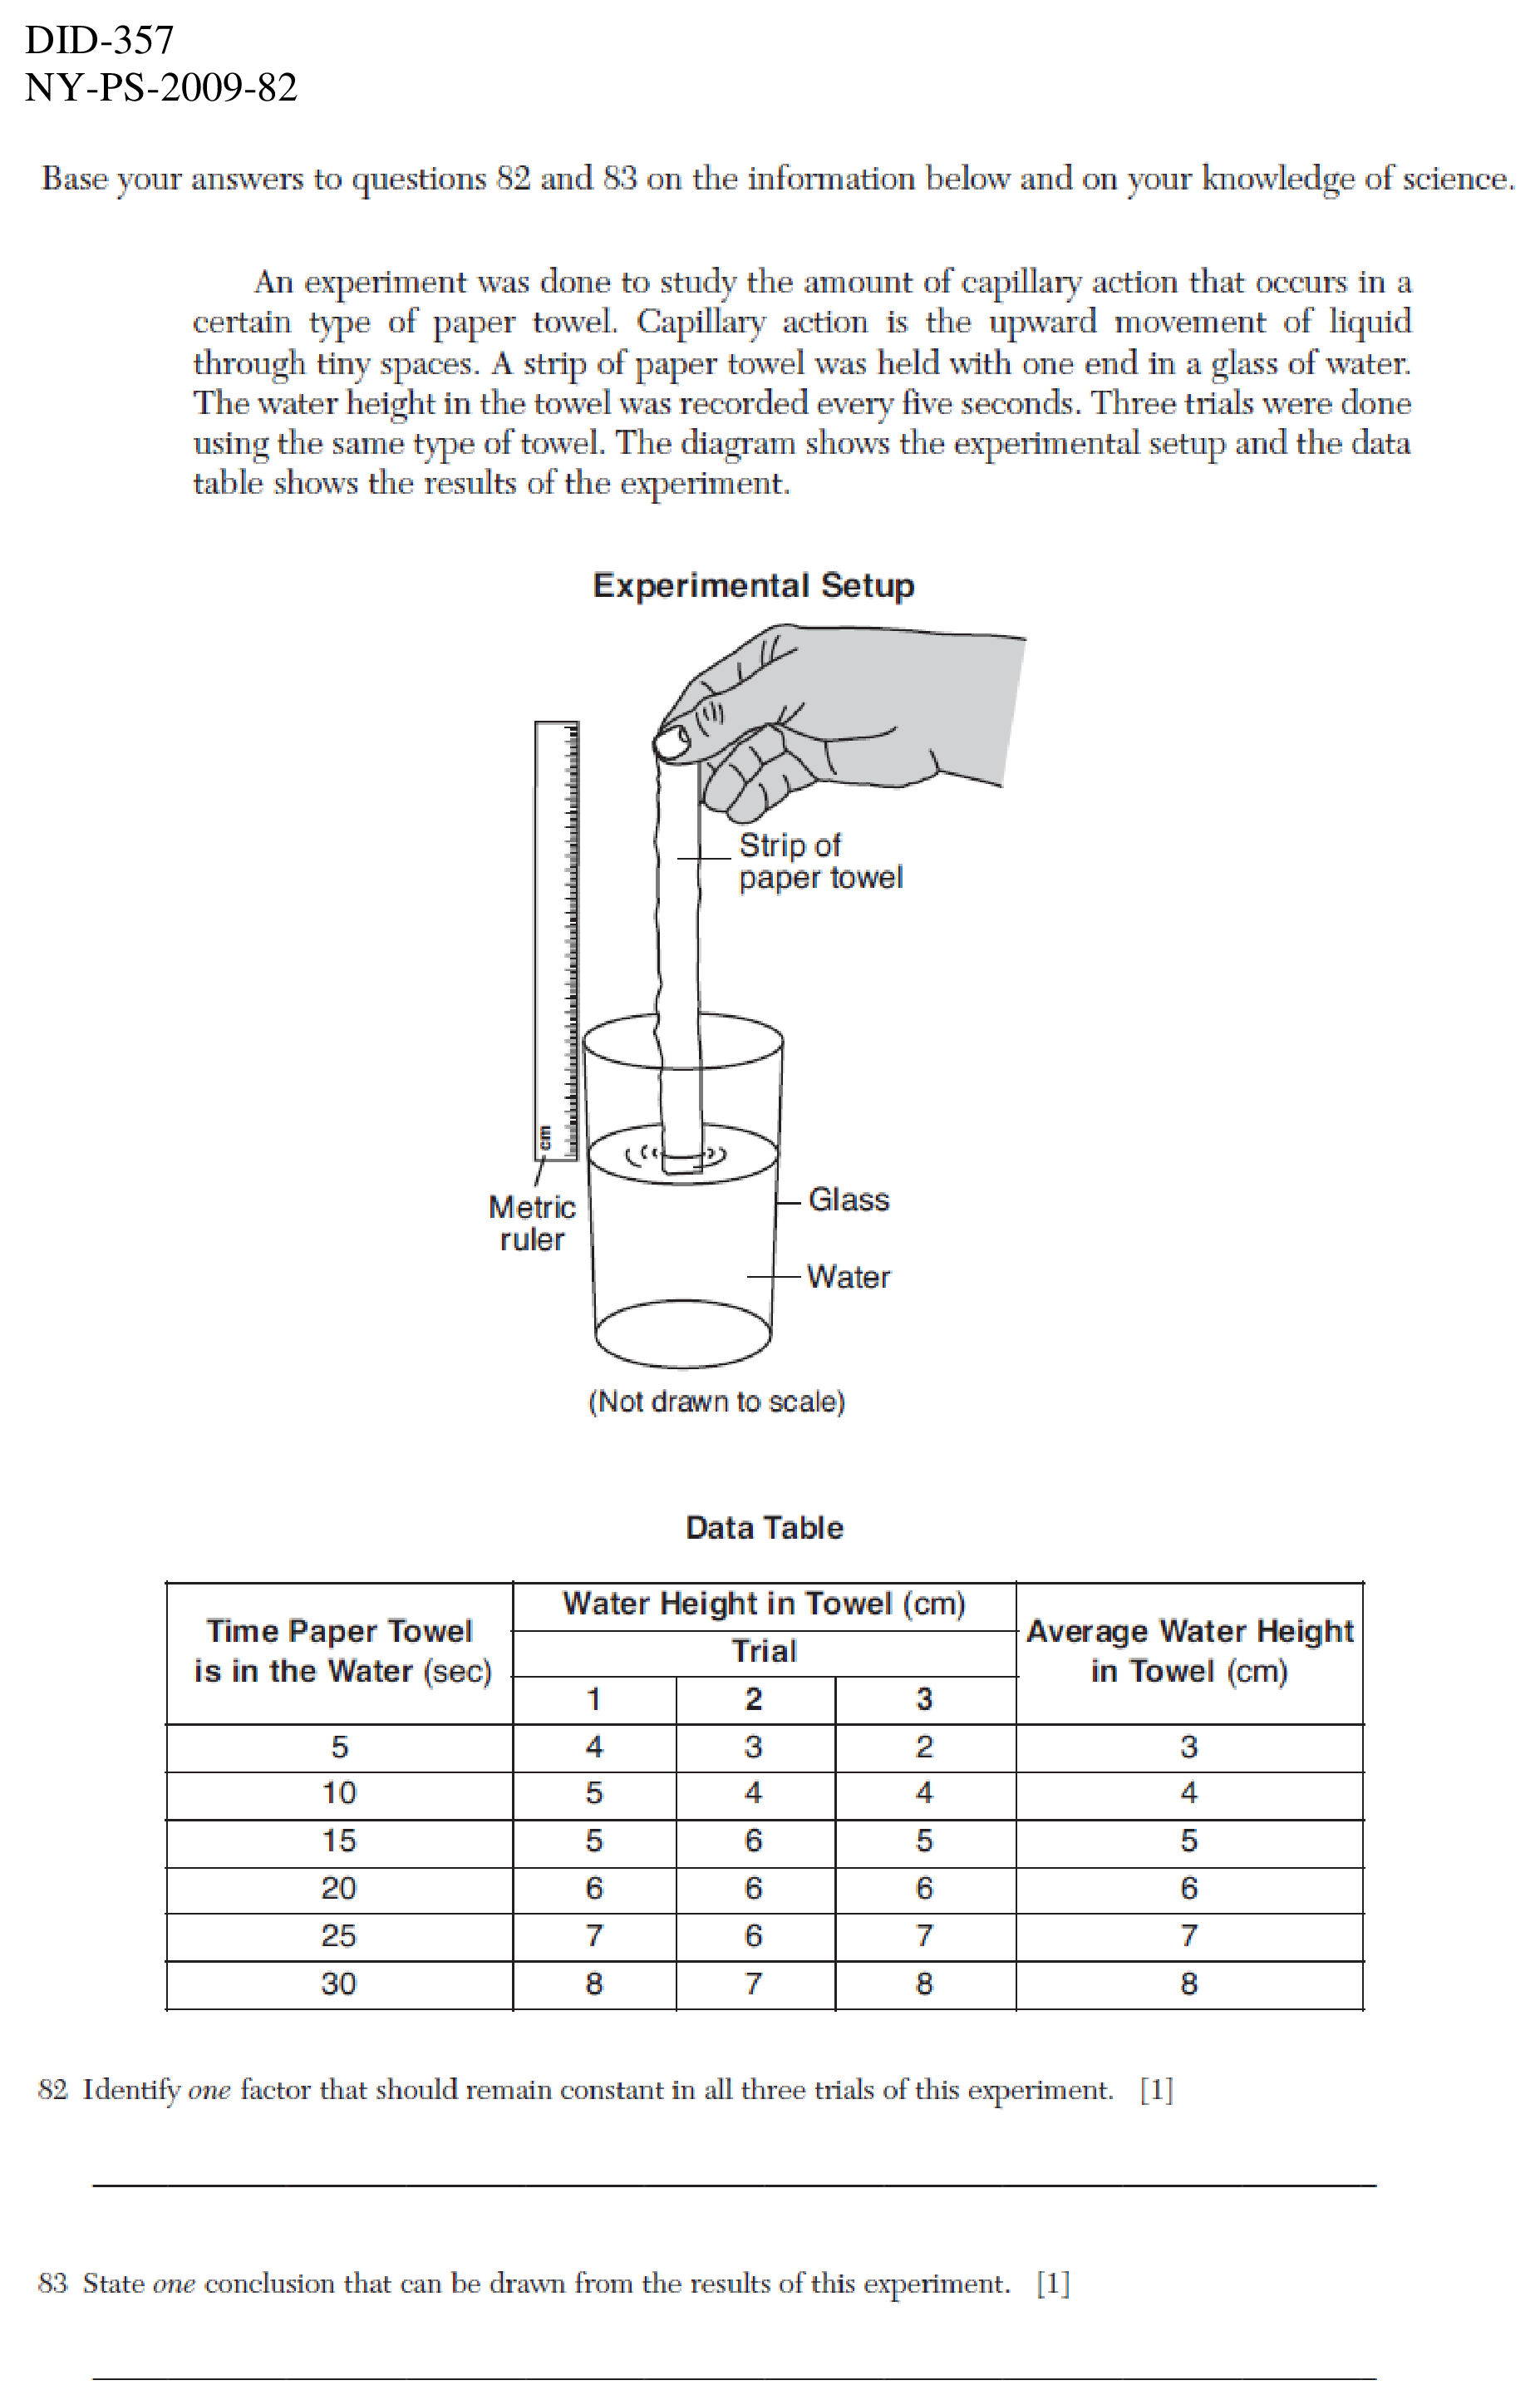 DID-357
NY-PS-2009-82
Base your answers to questions 82 and 83 on the information below and on your knowledge of science.
An experiment was done to study the amount of capillary action that occurs in a
certain type of paper towel. Capillary action is the upward movement of liquid
through tiny spaces. A strip of paper towel was held with one end in a glass of water.
The water height in the towel was recorded every five seconds. Three trials were done
using the same type of towel. The diagram shows the experimental setup and the data
table shows the results of the experiment.
Experimental Setup
Strip of
paper towel
cm
Metric
ruler
Glass
Water
(Not drawn to scale)
Data Table
Time Paper Towel
is in the Water (sec)
Water Height in Towel (cm)
Trial
1 2 3
Average Water Height
in Towel (cm)
5 4 3 2 3
10 5 4 4 4
15 5 6 5 5
20 6 6 6 6
25 7 6 7 7
30 8 7 8 8
82 Identify one factor that should remain constant in all three trials of this experiment. [1]
83 State one conclusion that can be drawn from the results of this experiment. [1]